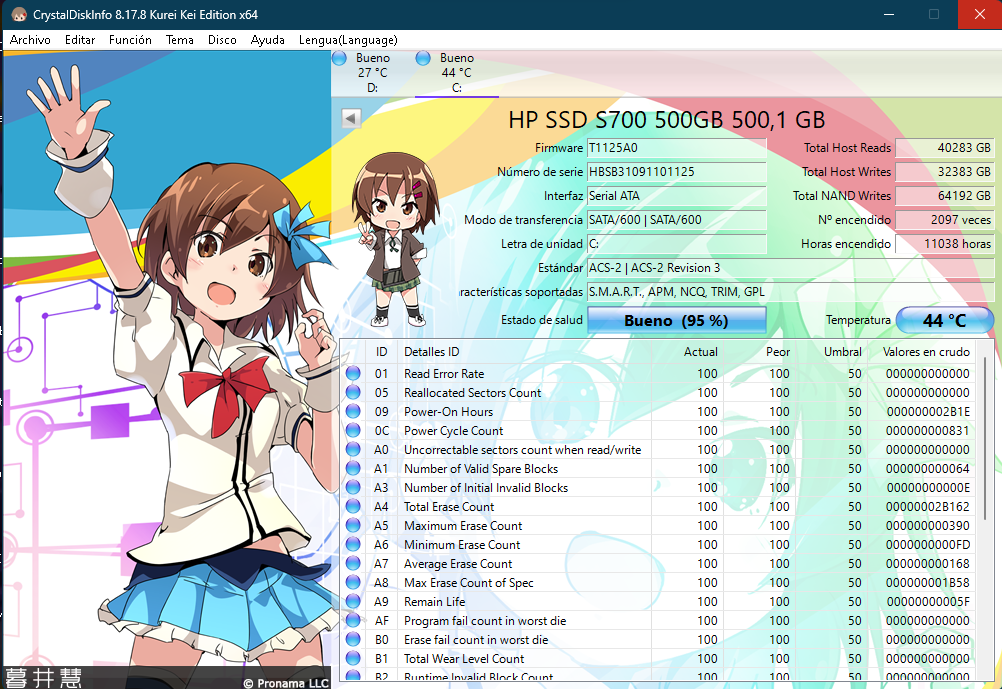 CrystalDiskInfo 8.17.8 Kurei Kei Edition x64
Archivo Editar Función Tema Disco Ayuda Lengua(Language)
Bueno
27 °C
D:
Bueno
44 °C
C:
HP SSD S700 500GB 500,1 GB
Firmware T1125A0 Total Host Reads 40283 GB
Número de serie HBSB31091101125 Total Host Writes 32383 GB
Interfaz Serial ATA Total NAND Writes 64192 GB
Modo de transferencia SATA/600 | SATA/600 Nº encendido 2097 veces
Letra de unidad C: Horas encendido 11038 horas
Estándar ACS-2 | ACS-2 Revision 3
aracterísticas soportadas S.M.A.R.T., APM, NCQ, TRIM, GPL
Estado de salud Bueno (95 %) Temperatura 44 °C
ID Detalles ID Actual Peor Umbral Valores en crudo
01 Read Error Rate 100 100 50 000000000000
05 Reallocated Sectors Count 100 100 50 000000000000
09 Power-On Hours 100 100 50 000000002B1E
0C Power Cycle Count 100 100 50 000000000831
A0 Uncorrectable sectors count when read/write 100 100 50 000000000000
A1 Number of Valid Spare Blocks 100 100 50 000000000064
A3 Number of Initial Invalid Blocks 100 100 50 00000000000E
A4 Total Erase Count 100 100 50 00000002B162
A5 Maximum Erase Count 100 100 50 000000000390
A6 Minimum Erase Count 100 100 50 0000000000FD
A7 Average Erase Count 100 100 50 000000000168
A8 Max Erase Count of Spec 100 100 50 000000001B58
A9 Remain Life 100 100 50 00000000005F
AF Program fail count in worst die 100 100 50 000000000000
B0 Erase fail count in worst die 100 100 50 000000000000
B1 Total Wear Level Count 100 100 50 000000000000
B2 Runtime Invalid Block Count 100 100 50 000000000000
暮井慧
© Pronama LLC